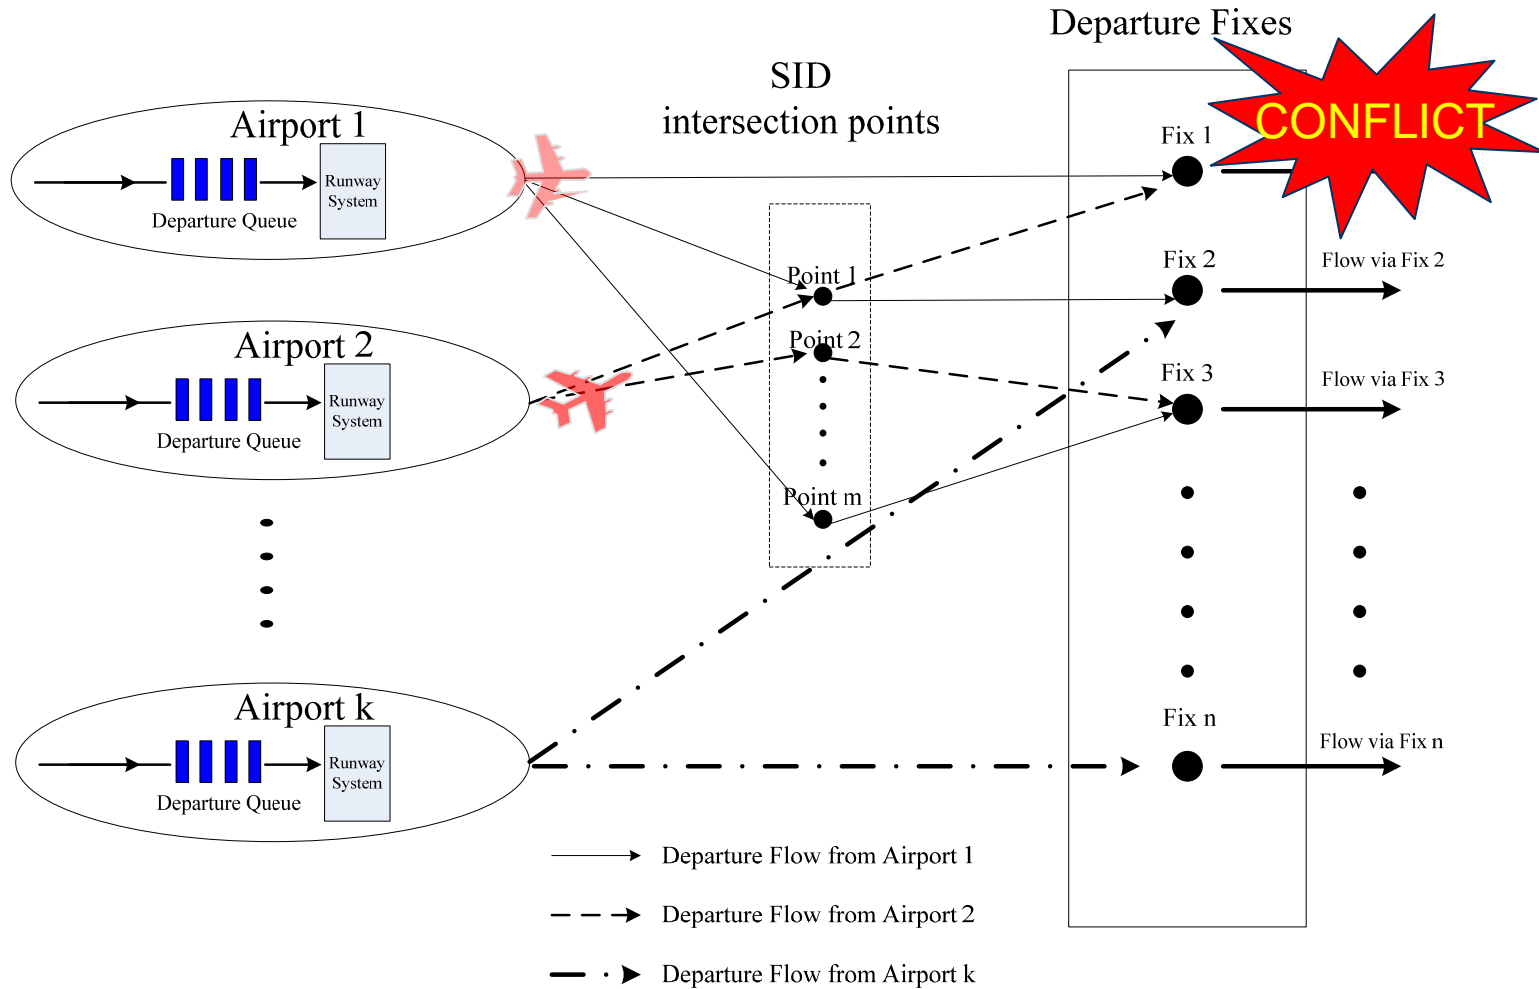 Departure Fixes
SID
intersection points
CONFLICT
Airport 1
Runway
System
Departure Queue
Fix 1
Point 1
Fix 2
Flow via Fix 2
Airport 2
Runway
System
Departure Queue
Point 2
Fix 3
Flow via Fix 3
Point m
Airport k
Runway
System
Departure Queue
Fix n
Flow via Fix n
Departure Flow from Airport 1
Departure Flow from Airport 2
Departure Flow from Airport k